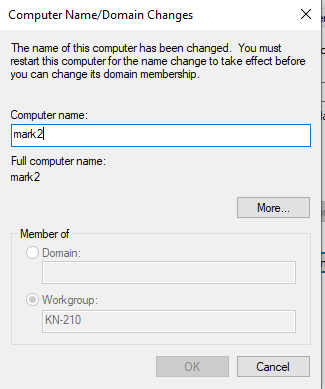 Computer Name/Domain Changes
The name of this computer has been changed.  You must
restart this computer for the name change to take effect before
you can change its domain membership.
Computer name:
mark2
Full computer name:
mark2
More...
Member of
Domain:
Workgroup:
KN-210
OK
Cancel